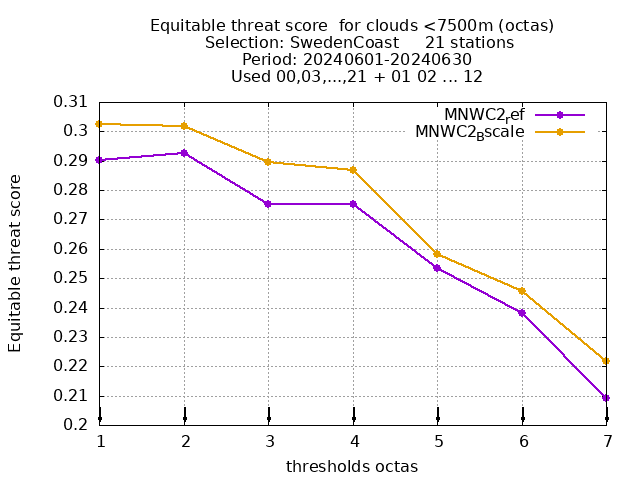 Equitable threat score  for clouds <7500m (octas)
Selection: SwedenCoast     21 stations
Period: 20240601-20240630
Used 00,03,...,21 + 01 02 ... 12
MNWC2_ref
MNWC2_Bscale
Equitable threat score
0.31
0.3
0.29
0.28
0.27
0.26
0.25
0.24
0.23
0.22
0.21
0.2
1 2 3 4 5 6 7
thresholds octas